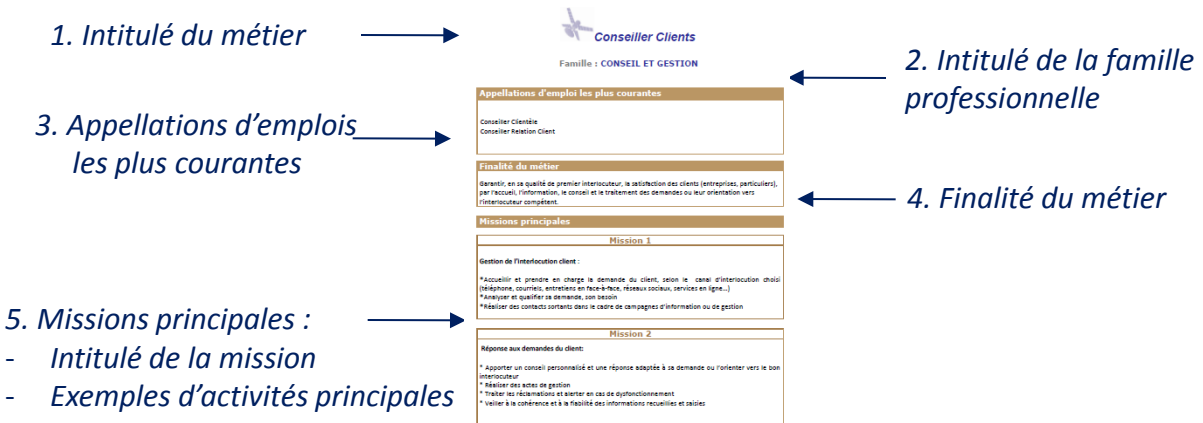 1. Intitulé du métier
Conseiller Clients
Famille : CONSEIL ET GESTION
2. Intitulé de la famille
professionnelle
Appellations d'emploi les plus courantes
Conseiller Clientèle
Conseiller Relation Client
3. Appellations d'emplois
les plus courantes
Finalité du métier
Garantir, en sa qualité de premier interlocuteur, la satisfaction des clients (entreprises, particuliers),
par l'accueil, l'information, le conseil et le traitement des demandes ou leur orientation vers
l'interlocuteur compétent.
4. Finalité du métier
Missions principales
Mission 1
Gestion de l'interlocution client :
*Accueillir et prendre en charge la demande du client, selon le canal d'interlocution choisi
(téléphone, courriels, entretiens en face-à-face, réseaux sociaux, services en ligne...)
*Analyser et qualifier sa demande, son besoin
*Réaliser des contacts sortants dans le cadre de campagnes d'information ou de gestion
5. Missions principales :
- Intitulé de la mission
- Exemples d'activités principales
Mission 2
Réponse aux demandes du client:
* Apporter un conseil personnalisé et une réponse adaptée à sa demande ou l'orienter vers le bon
interlocuteur
* Réaliser des actes de gestion
* Traiter les réclamations et alerter en cas de dysfonctionnement
* Veiller à la cohérence et à la fiabilité des informations recueillies et saisies